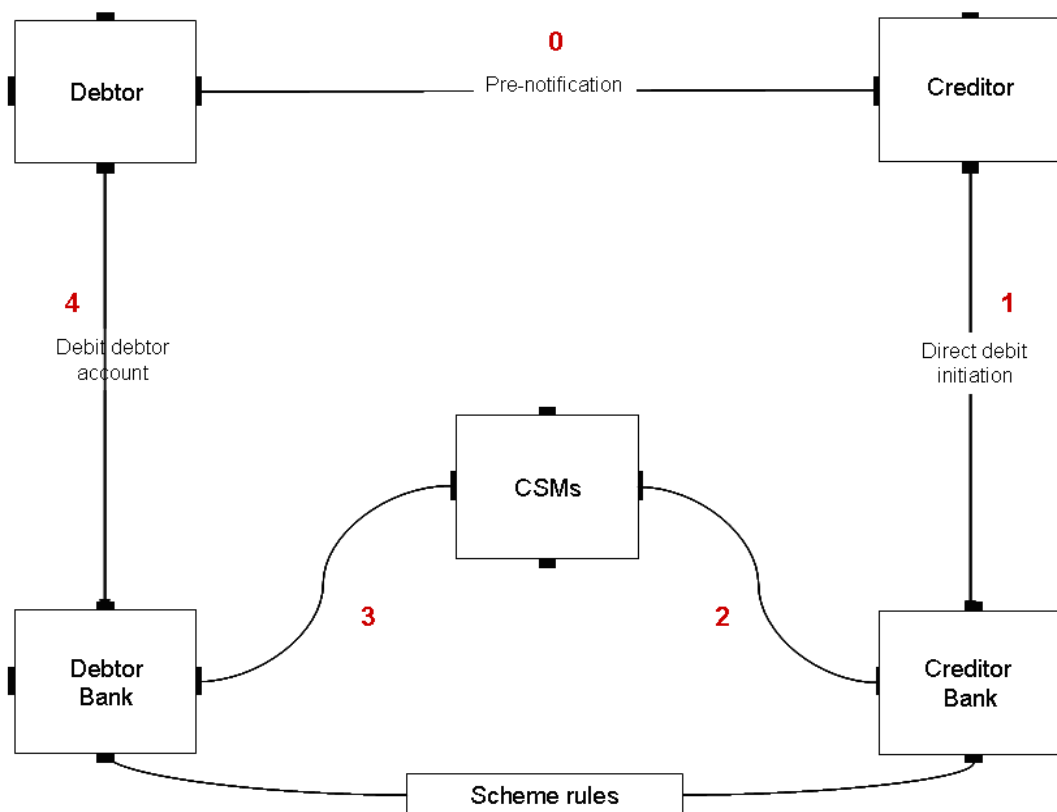 0
Debtor
Pre-notification
Creditor
4
1
Debit debtor
account
Direct debit
initiation
CSMs
3
2
Debtor
Bank
Creditor
Bank
Scheme rules